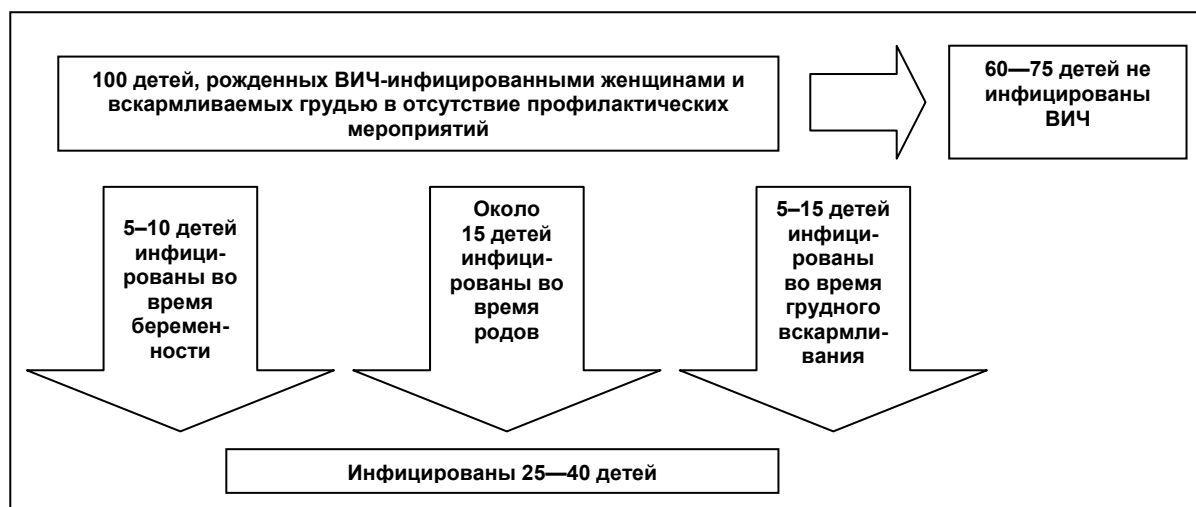 100 детей, рожденных ВИЧ-инфицированными женщинами и
вскармливаемых грудью в отсутствие профилактических
мероприятий
60—75 детей не
инфицированы
ВИЧ
5–10 детей
инфици-
рованы во
время
беремен-
ности
Около
15 детей
инфици-
рованы во
время
родов
5–15 детей
инфици-
рованы
во время
грудного
вскармли-
вания
Инфицированы 25—40 детей